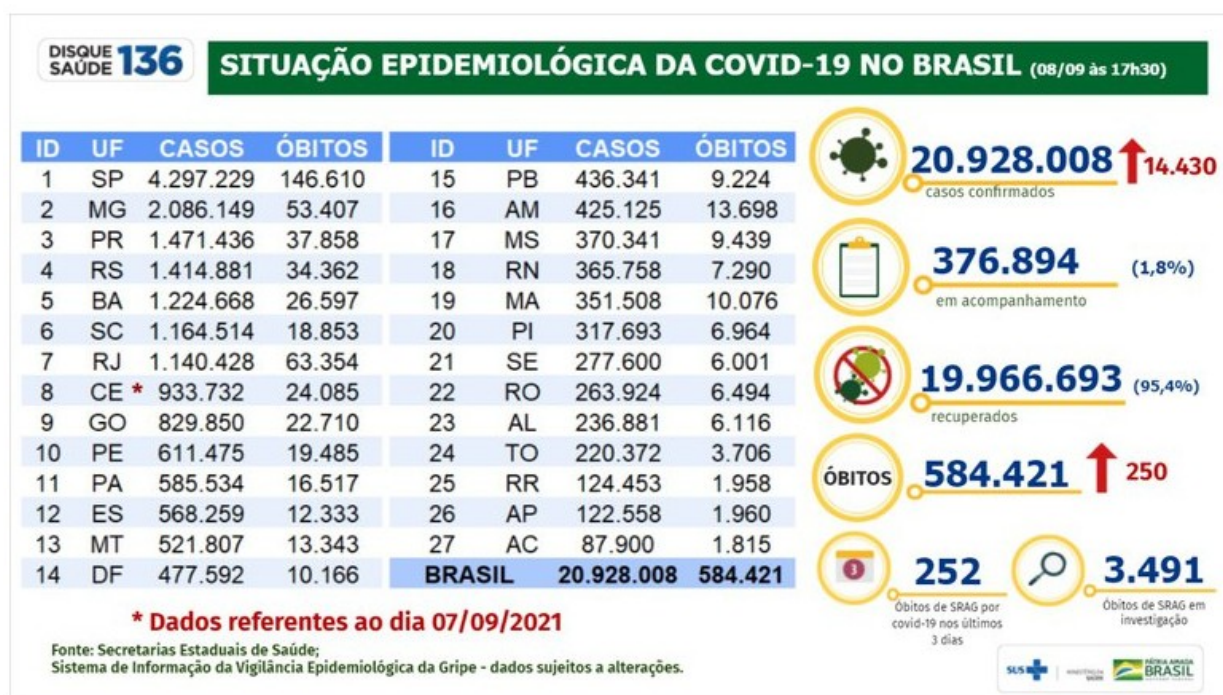 DISQUE
SAÚDE 136
SITUAÇÃO EPIDEMIOLÓGICA DA COVID-19 NO BRASIL (08/09 às 17h30)
ID UF CASOS ÓBITOS ID UF CASOS ÓBITOS
1 SP 4.297.229 146.610 15 PB 436.341 9.224
2 MG 2.086.149 53.407 16 AM 425.125 13.698
3 PR 1.471.436 37.858 17 MS 370.341 9.439
4 RS 1.414.881 34.362 18 RN 365.758 7.290
5 BA 1.224.668 26.597 19 MA 351.508 10.076
6 SC 1.164.514 18.853 20 PI 317.693 6.964
7 RJ 1.140.428 63.354 21 SE 277.600 6.001
8 CE * 933.732 24.085 22 RO 263.924 6.494
9 GO 829.850 22.710 23 AL 236.881 6.116
10 PE 611.475 19.485 24 TO 220.372 3.706
11 PA 585.534 16.517 25 RR 124.453 1.958
12 ES 568.259 12.333 26 AP 122.558 1.960
13 MT 521.807 13.343 27 AC 87.900 1.815
14 DF 477.592 10.166 BRASIL 20.928.008 584.421
* Dados referentes ao dia 07/09/2021
Fonte: Secretarias Estaduais de Saúde;
Sistema de Informação da Vigilância Epidemiológica da Gripe - dados sujeitos a alterações.
20.928.008 14.430
casos confirmados
376.894 (1,8%)
em acompanhamento
19.966.693 (95,4%)
recuperados
ÓBITOS 584.421 250
3 252 3.491
Óbitos de SRAG por
covid-19 nos últimos
3 dias
Óbitos de SRAG em
investigação
SUS
PÁTRIA AMADA
BRASIL